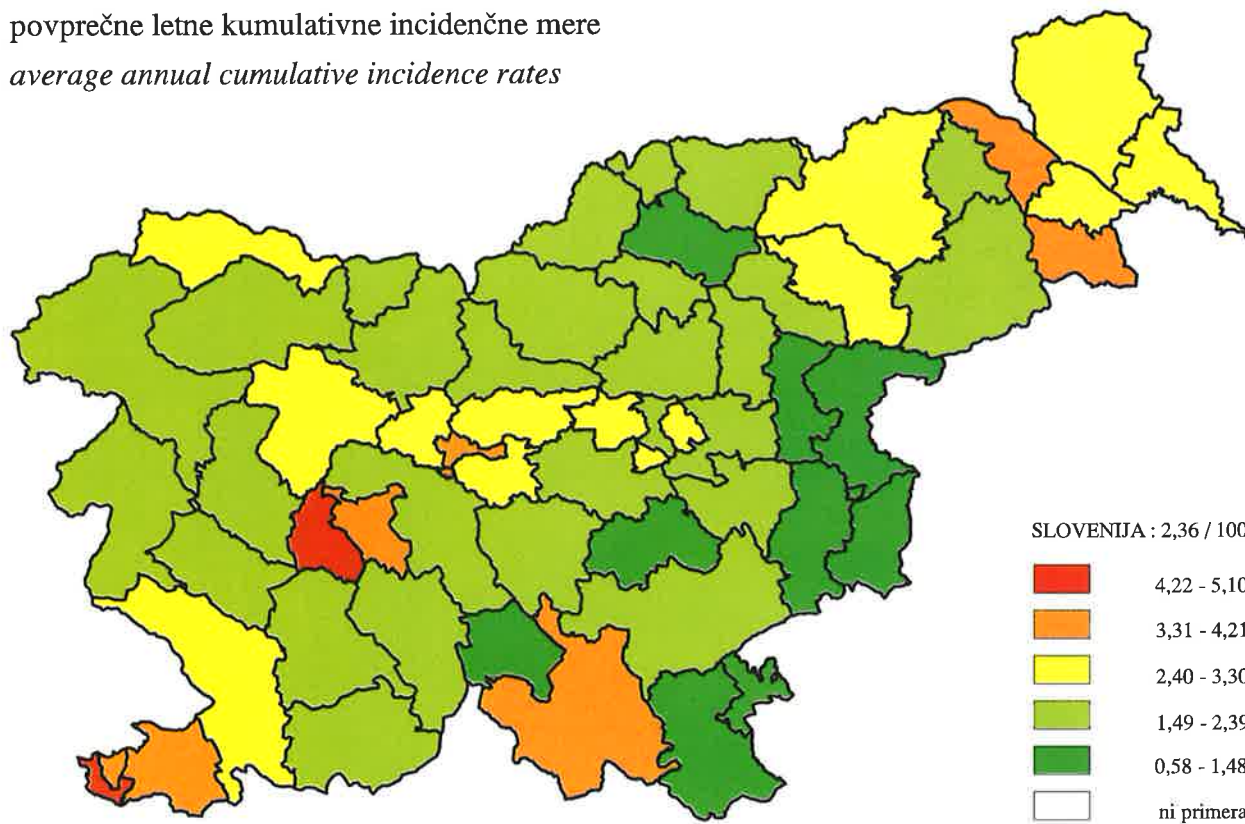 povprečne letne kumulativne incidenčne mere
average annual cumulative incidence rates
SLOVENIJA : 2,36 / 100
4,22 - 5,10
3,31 - 4,21
2,40 - 3,30
1,49 - 2,39
0,58 - 1,48
ni primera